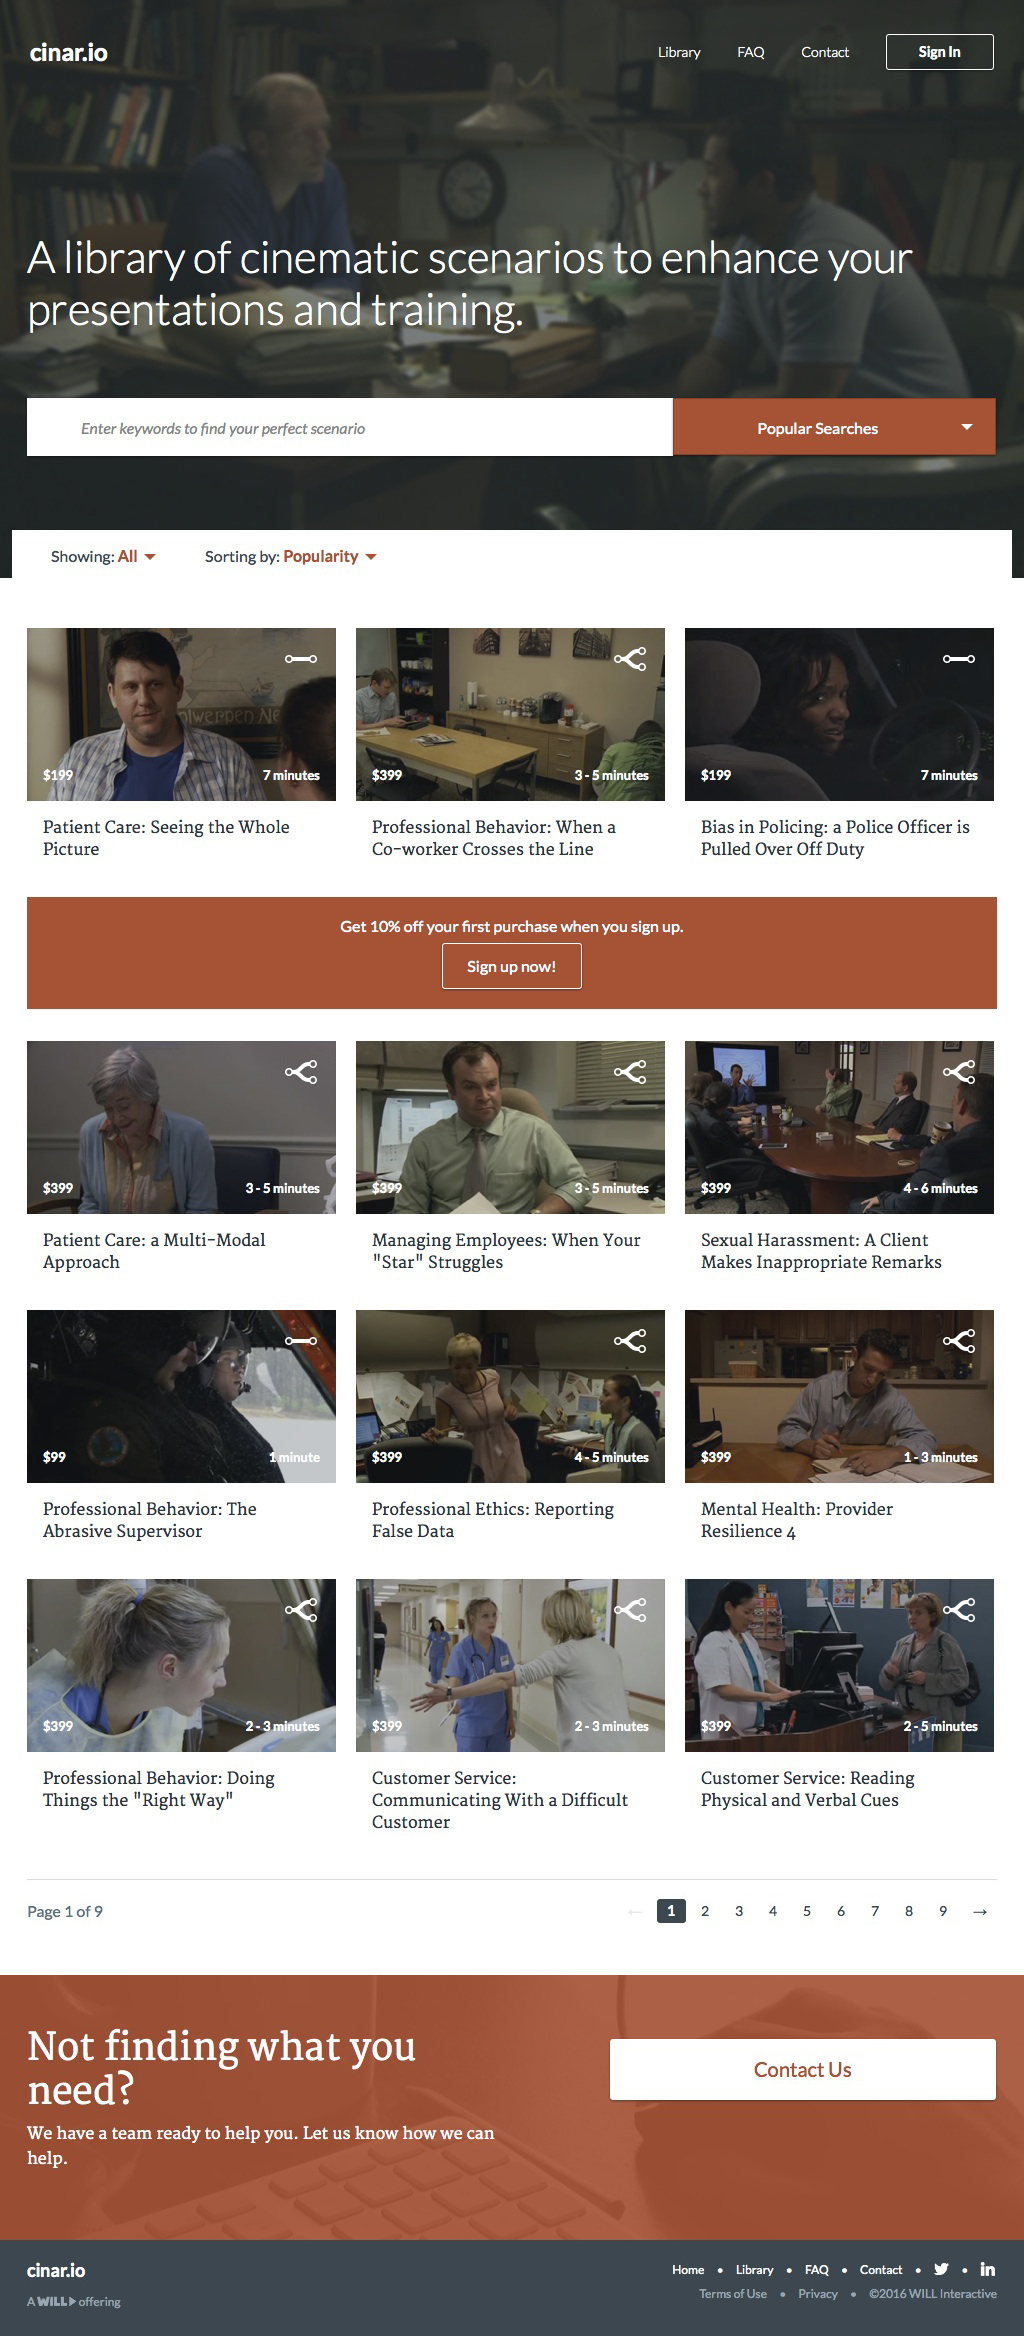 cinar.io
Library
FAQ
Contact
Sign In
A library of cinematic scenarios to enhance your
presentations and training.
Enter keywords to find your perfect scenario
Popular Searches
Showing: All
Sorting by: Popularity
$199
7 minutes
Patient Care: Seeing the Whole
Picture
$399
3 - 5 minutes
Professional Behavior: When a
Co-worker Crosses the Line
$199
7 minutes
Bias in Policing: a Police Officer is
Pulled Over Off Duty
Get 10% off your first purchase when you sign up.
Sign up now!
$399
3 - 5 minutes
Patient Care: a Multi-Modal
Approach
$399
3 - 5 minutes
Managing Employees: When Your
"Star" Struggles
$399
4 - 6 minutes
Sexual Harassment: A Client
Makes Inappropriate Remarks
$99
1 minute
Professional Behavior: The
Abrasive Supervisor
$399
4 - 5 minutes
Professional Ethics: Reporting
False Data
$399
1 - 3 minutes
Mental Health: Provider
Resilience 4
$399
2 - 3 minutes
Professional Behavior: Doing
Things the "Right Way"
$399
2 - 3 minutes
Customer Service:
Communicating With a Difficult
Customer
$399
2 - 5 minutes
Customer Service: Reading
Physical and Verbal Cues
Page 1 of 9
← 1 2 3 4 5 6 7 8 9 →
Not finding what you
need?
We have a team ready to help you. Let us know how we can
help.
Contact Us
cinar.io
A WILL offering
Home • Library • FAQ • Contact • • in
Terms of Use • Privacy • ©2016 WILL Interactive